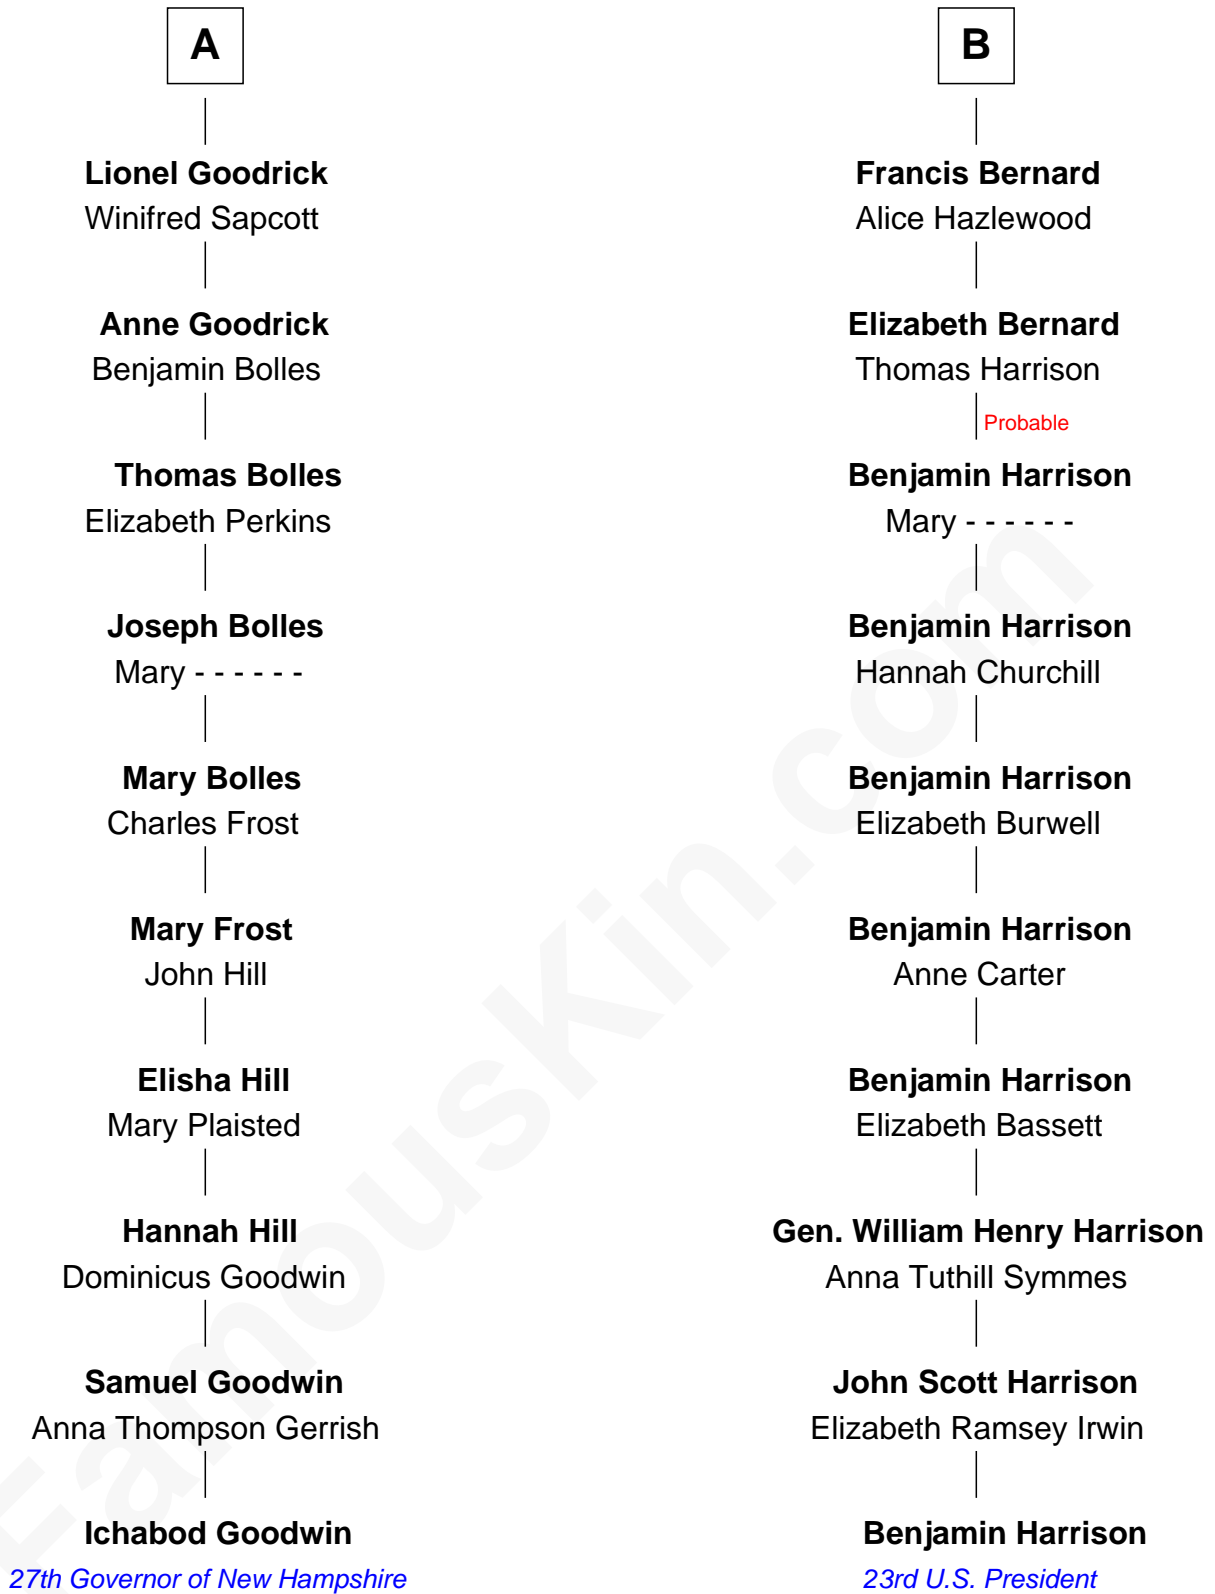 A
Lionel Goodrick
Winifred Sapcott
Anne Goodrick
Benjamin Bolles
Thomas Bolles
Elizabeth Perkins
Joseph Bolles
Mary - - - - - -
Mary Bolles
Charles Frost
Mary Frost
John Hill
Elisha Hill
Mary Plaisted
Hannah Hill
Dominicus Goodwin
Samuel Goodwin
Anna Thompson Gerrish
Ichabod Goodwin
27th Governor of New Hampshire
B
Francis Bernard
Alice Hazlewood
Elizabeth Bernard
Thomas Harrison
Probable
Benjamin Harrison
Mary - - - - - -
Benjamin Harrison
Hannah Churchill
Benjamin Harrison
Elizabeth Burwell
Benjamin Harrison
Anne Carter
Benjamin Harrison
Elizabeth Bassett
Gen. William Henry Harrison
Anna Tuthill Symmes
John Scott Harrison
Elizabeth Ramsey Irwin
Benjamin Harrison
23rd U.S. President
FamousKin.com